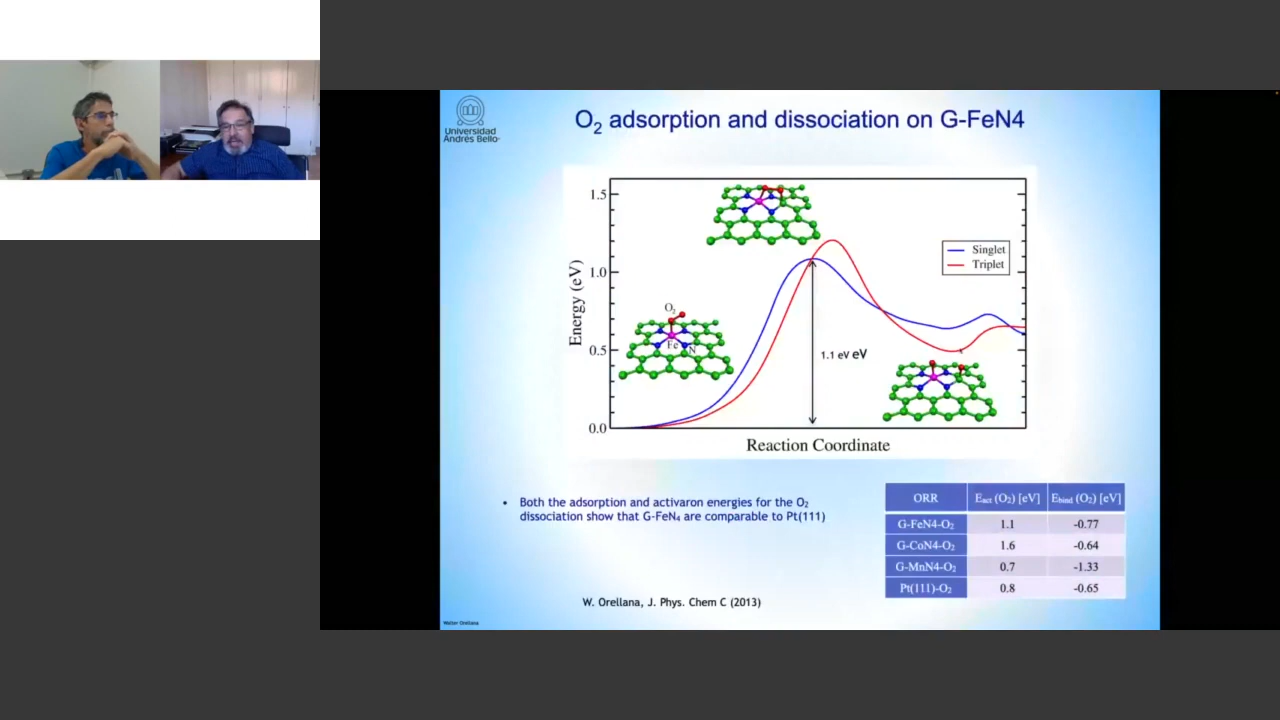 Universidad
Andrés Bello
O2 adsorption and dissociation on G-FeN4
1.5
1.0
0.5
0.0
Energy (eV)
Singlet
Triplet
O2
Fe
N
1.1 eV eV
Reaction Coordinate
• Both the adsorption and activaron energies for the O2
dissociation show that G-FeN4 are comparable to Pt(111)
ORR Eact (O2) [eV] Ebind (O2) [eV]
G-FeN4-O2 1.1 -0.77
G-CoN4-O2 1.6 -0.64
G-MnN4-O2 0.7 -1.33
Pt(111)-O2 0.8 -0.65
W. Orellana, J. Phys. Chem C (2013)
Walter Orellana